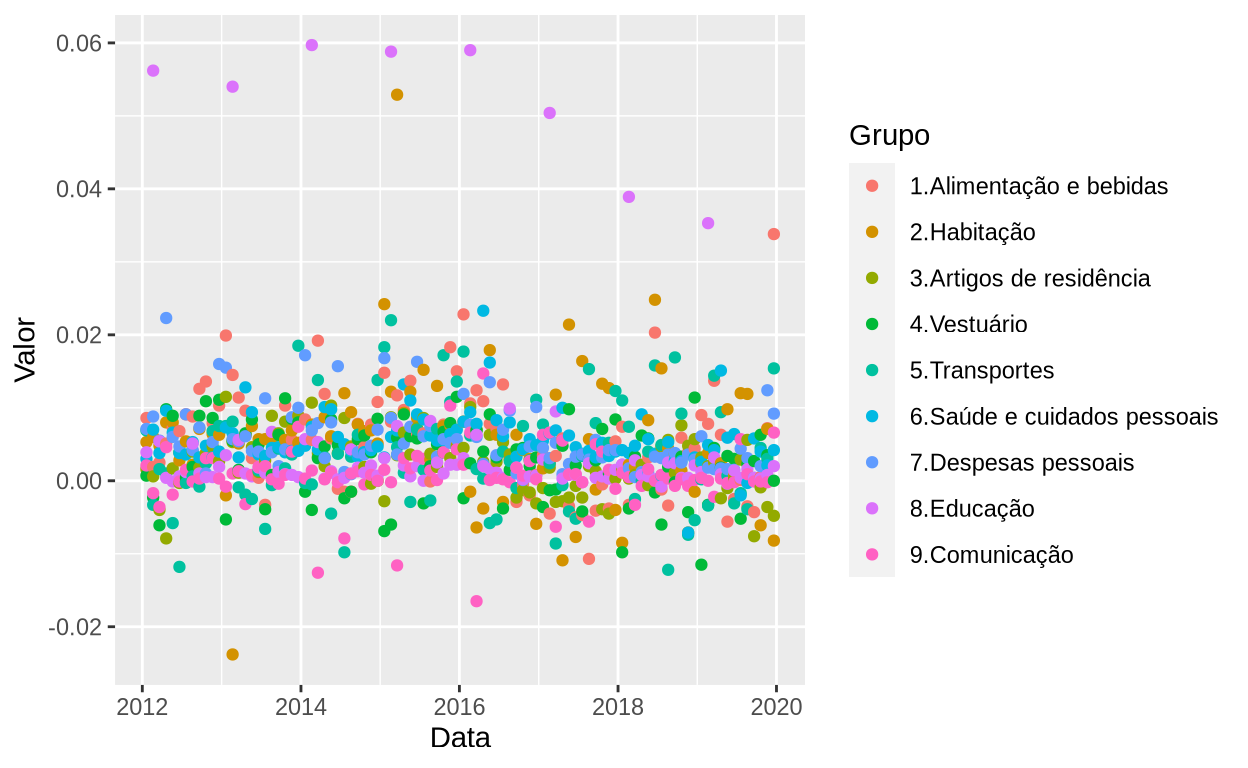 0.06
0.04
0.02
0.00
-0.02
Valor
2012 2014 2016 2018 2020
Data
Grupo
1.Alimentação e bebidas
2.Habitação
3.Artigos de residência
4.Vestuário
5.Transportes
6.Saúde e cuidados pessoais
7.Despesas pessoais
8.Educação
9.Comunicação